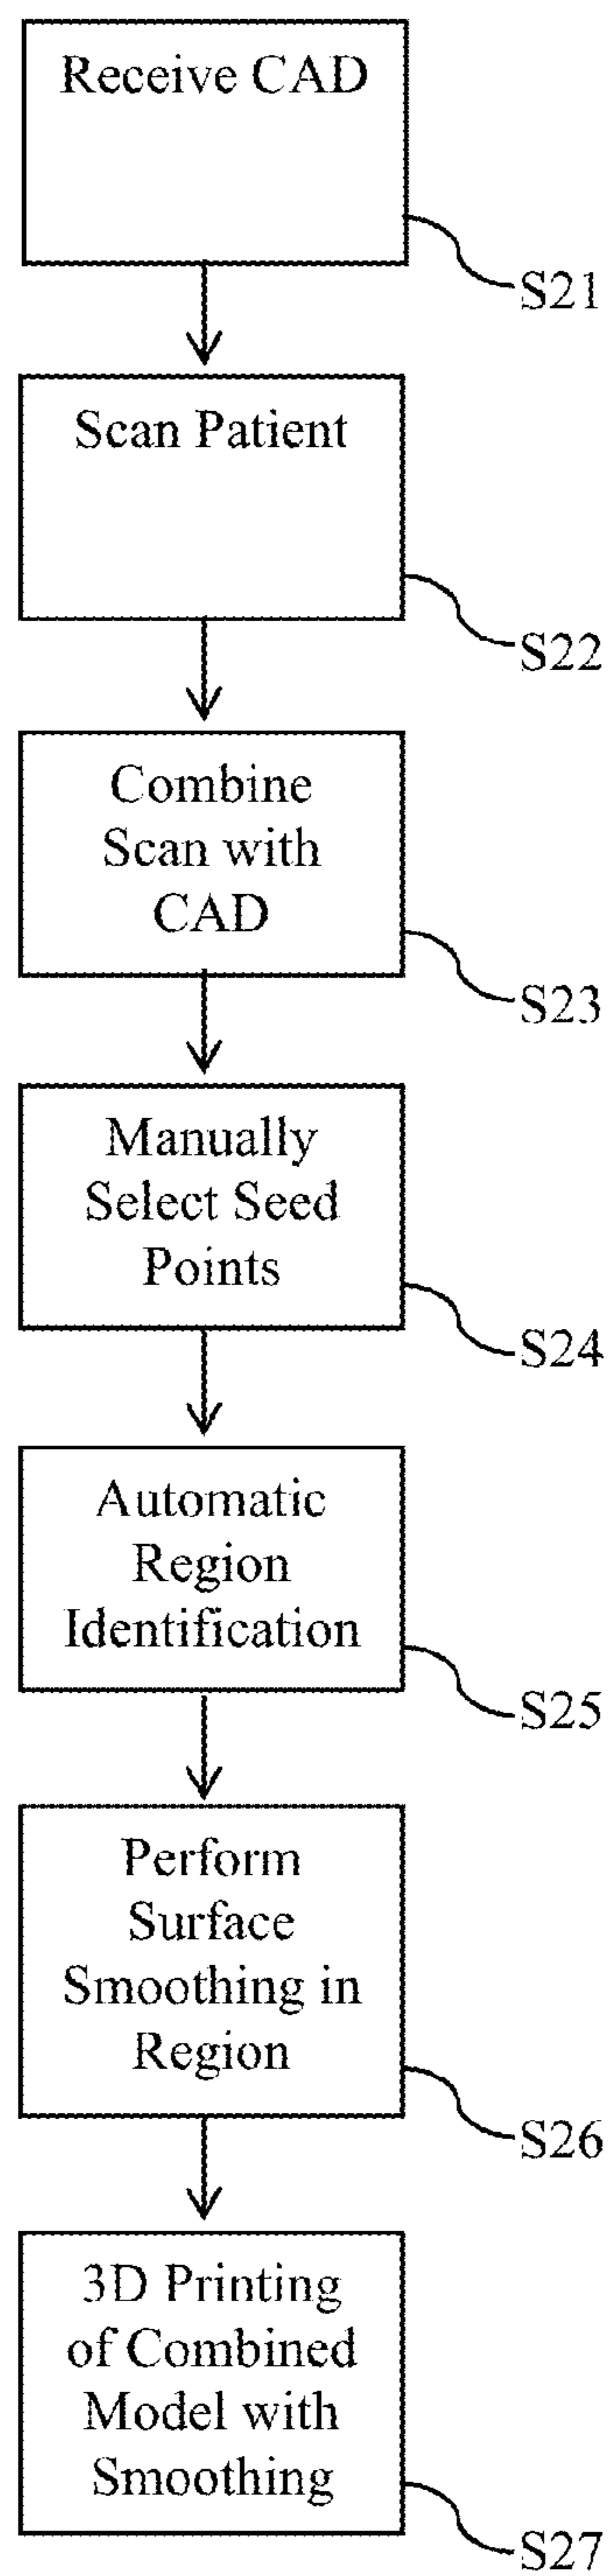 Receive CAD
S21
Scan Patient
S22
Combine
Scan with
CAD
S23
Manually
Select Seed
Points
S24
Automatic
Region
Identification
S25
Perform
Surface
Smoothing in
Region
S26
3D Printing
of Combined
Model with
Smoothing
S27